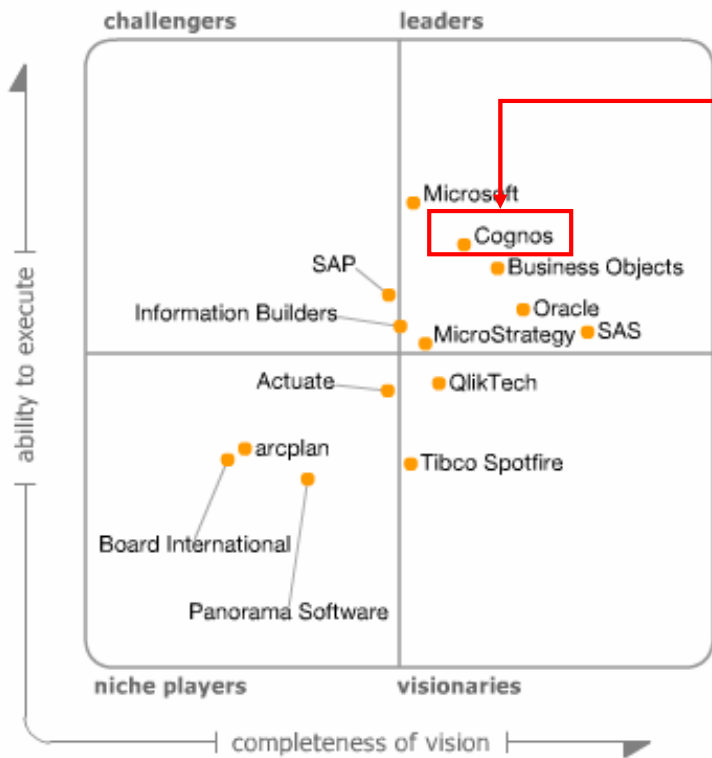 challengers
leaders
Microsoft
Cognos
SAP
Business Objects
Information Builders
Oracle
MicroStrategy
SAS
Actuate
QlikTech
arcplan
Tibco Spotfire
Board International
Panorama Software
niche players
visionaries
ability to execute
completeness of vision